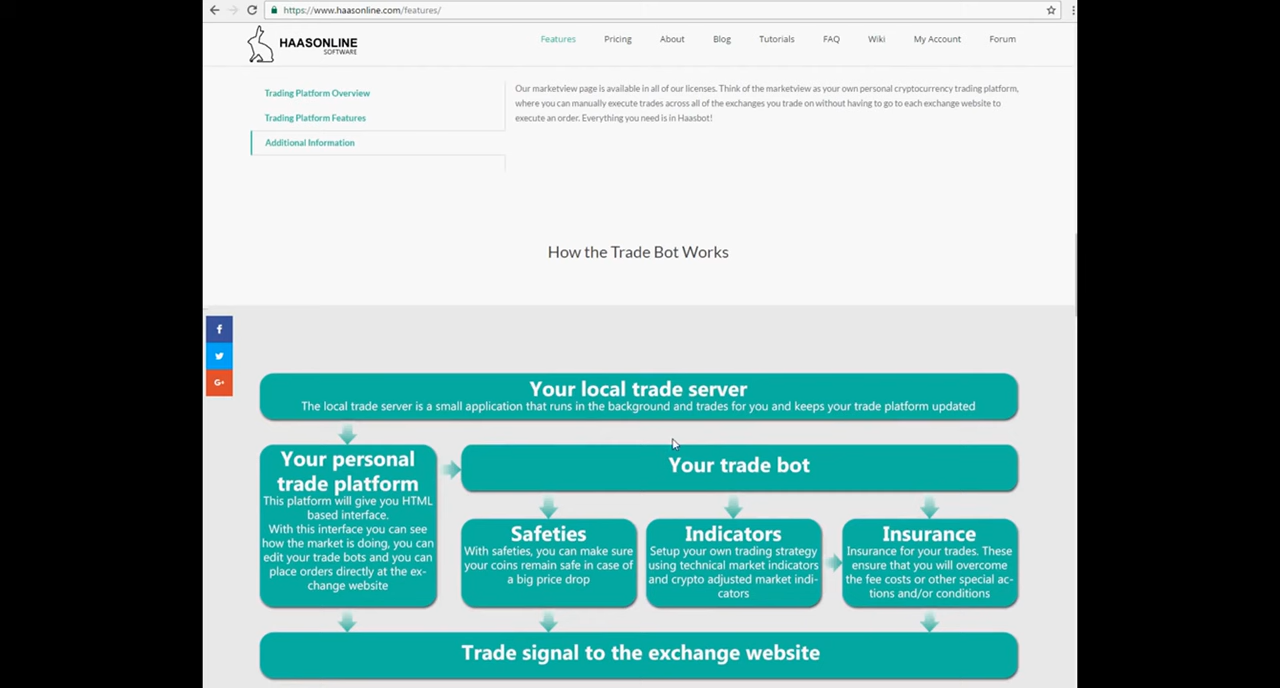 https://www.haasonline.com/features/
HAASONLINE
SOFTWARE
Features
Pricing
About
Blog
Tutorials
FAQ
Wiki
My Account
Forum
Trading Platform Overview
Trading Platform Features
Additional Information
Our marketview page is available in all of our licenses. Think of the marketview as your own personal cryptocurrency trading platform,
where you can manually execute trades across all of the exchanges you trade on without having to go to each exchange website to
execute an order. Everything you need is in Haasbot!
How the Trade Bot Works
f
G+
Your local trade server
The local trade server is a small application that runs in the background and trades for you and keeps your trade platform updated
Your personal
trade platform
This platform will give you HTML
based interface.
With this interface you can see
how the market is doing, you can
edit your trade bots and you can
place orders directly at the ex-
change website
Your trade bot
Safeties
With safeties, you can make sure
your coins remain safe in case of
a big price drop
Indicators
Setup your own trading strategy
using technical market indicators
and crypto adjusted market indi-
cators
Insurance
Insurance for your trades. These
ensure that you will overcome
the fee costs or other special ac-
tions and/or conditions
Trade signal to the exchange website